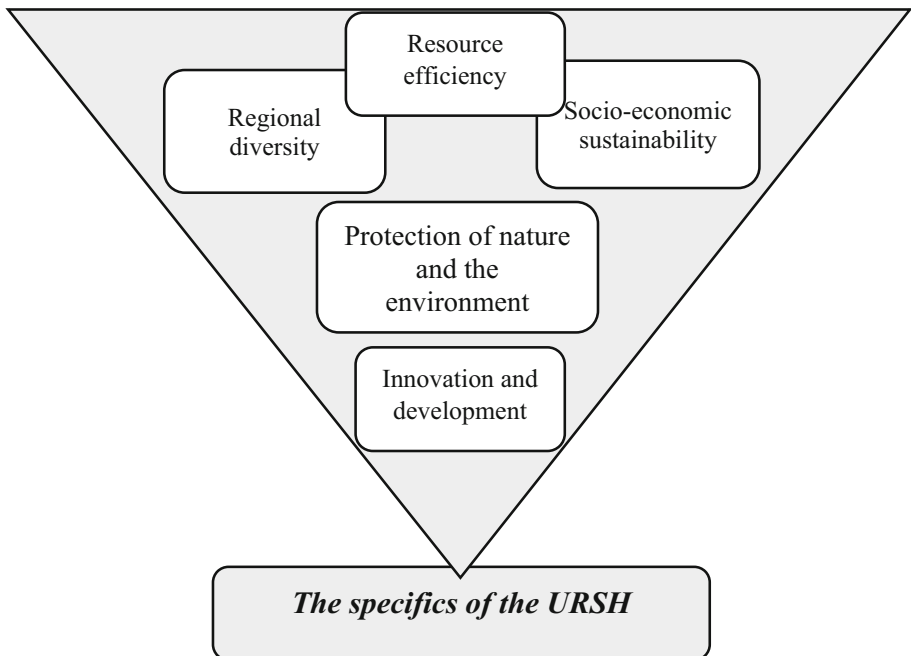 Resource
efficiency
Regional
diversity
Socio-economic
sustainability
Protection of nature
and the
environment
Innovation and
development
The specifics of the URSH